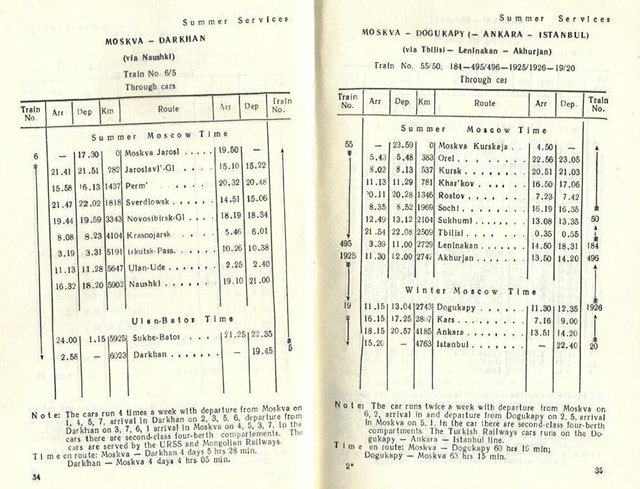 Summer Services
MOSKVA – DARKHAN
(via Naushki)
Train No. 6/5
Through cars
Train No. Arr Dep Km Route Arr Dep Train No.
Summer Moscow Time
6 — 17.30 0 Moskva Jarosl 19.50 —
21.41 21.51 282 Jaroslavl'-Gl 15.10 15.22
15.58 16.13 1437 Perm' 20.32 20.48
21.47 22.02 1818 Sverdlowsk 14.51 15.06
19.44 19.59 3343 Novosibirsk-Gl 18.19 18.34
8.08 8.23 4104 Krasnojarsk 5.46 6.01
3.19 3.31 5191 Irkutsk-Pass. 10.26 10.38
11.13 11.28 5647 Ulan-Ude 2.25 2.40
16.32 18.20 5902 Naushki 19.10 21.00
Ulan-Bator Time
24.00 1.15 5925 Sukhe-Bator 21.25 22.35
2.58 — 6023 Darkhan — 19.45 5
Note: The cars run 4 times a week with departure from Moskva on
1, 4, 5, 7, arrival in Darkhan on 2, 3, 5, 6, departure from
Darkhan on 3, 7, 6, 1 arrival in Moskva on 4, 5, 3, 7. In the
cars there are second-class four-berth compartements. The
cars are served by the URSS and Mongolian Railways.
Time en route: Moskva – Darkhan 4 days 5 hrs 28 min.
Darkhan – Moskva 4 days 4 hrs 05 min.
34
Summer Services
MOSKVA – DOGUKAPY (– ANKARA – ISTANBUL)
(via Tbilisi – Leninakan – Akhurjan)
Train No. 55/50, 184—495/496—1925/1926—19/20
Through cars
Train No. Arr Dep Km Route Arr Dep. Train No.
Summer Moscow Time
55 — 23.59 0 Moskva Kurskaja 4.50 —
5.43 5.48 383 Orel 22.56 23.05
8.02 8.13 537 Kursk 20.51 21.03
11.13 11.29 781 Khar'kov 16.50 17.06
20.11 20.28 1346 Rostov 7.23 7.42
8.35 8.52 1969 Sochi 16.19 16.35
12.49 13.12 2104 Sukhumi 13.08 13.08 50
21.54 22.08 2509 Tbilisi 0.35 0.55
495 3.39 11.00 2729 Leninakan 14.50 18.31 184
1925 11.30 12.00 2742 Akhurjan 13.50 14.20 496
Winter Moscow Time
19 11.15 13.04 2743 Dogukapy 11.30 12.35 1926
16.15 17.25 Kars 7.16 9.00
18.15 20.57 4185 Ankara 13.51 14.20
15.20 — 4763 Istanbul — 22.40 20
Note: The car runs twice a week with departure from Moskva on
6, 2, arrival in and departure from Dogukapy on 2, 5, arrival
in Moskva on 5, 1. In the car there are second-class four-berth
compartments. The Turkish Railways cars runs on the Do-
gukapy – Ankara – Istanbul line.
Time en route: Moskva – Dogukapy 60 hrs 16 min;
Dogukapy – Moskva 63 hrs 15 min.
2*
35